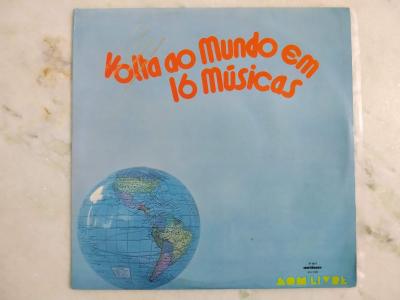 Volta ao Mundo em
16 Músicas
SOM LIVRE